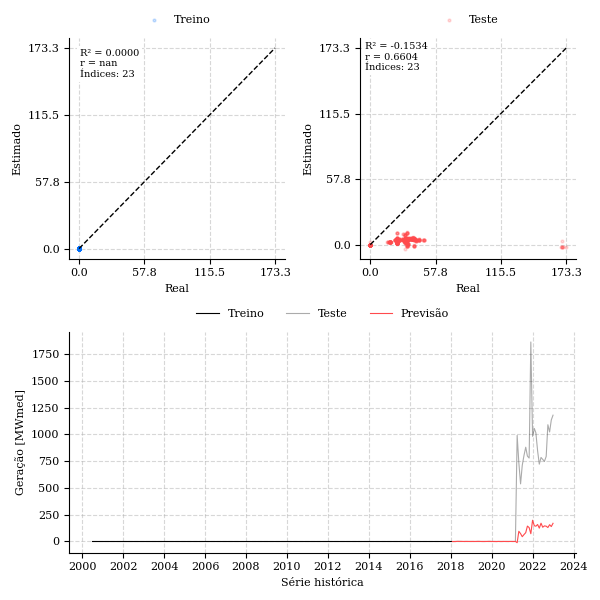 Treino
Teste
R² = 0.0000
r = nan
Índices: 23
R² = -0.1534
r = 0.6604
Índices: 23
173.3
115.5
57.8
0.0
Estimado
0.0 57.8 115.5 173.3
Real
173.3
115.5
57.8
0.0
Estimado
0.0 57.8 115.5 173.3
Real
Treino Teste Previsão
1750
1500
1250
1000
750
500
250
0
Geração [MWmed]
2000 2002 2004 2006 2008 2010 2012 2014 2016 2018 2020 2022 2024
Série histórica